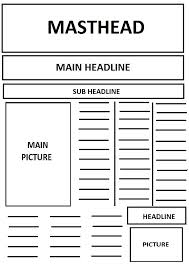 MASTHEAD
MAIN HEADLINE
SUB HEADLINE
MAIN
PICTURE
HEADLINE
PICTURE